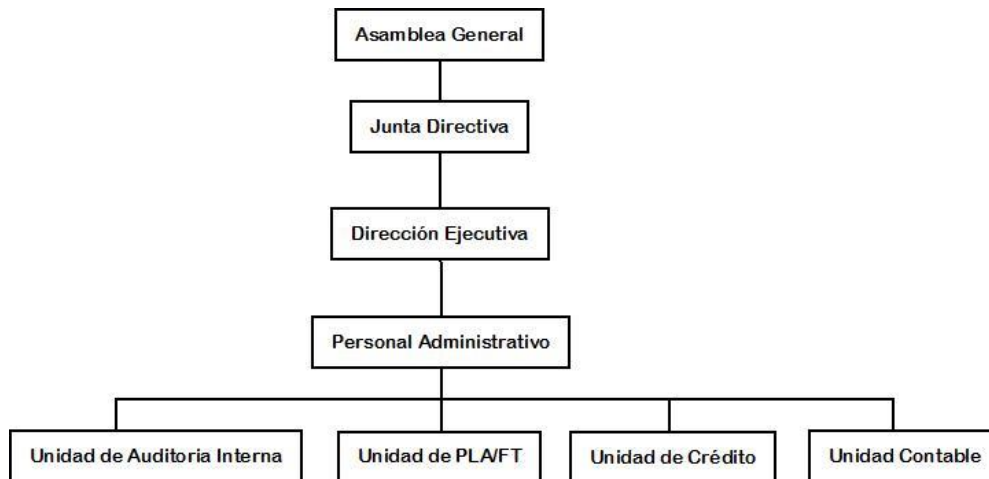 Asamblea General
Junta Directiva
Dirección Ejecutiva
Personal Administrativo
Unidad de Auditoria Interna
Unidad de PLA/FT
Unidad de Crédito
Unidad Contable